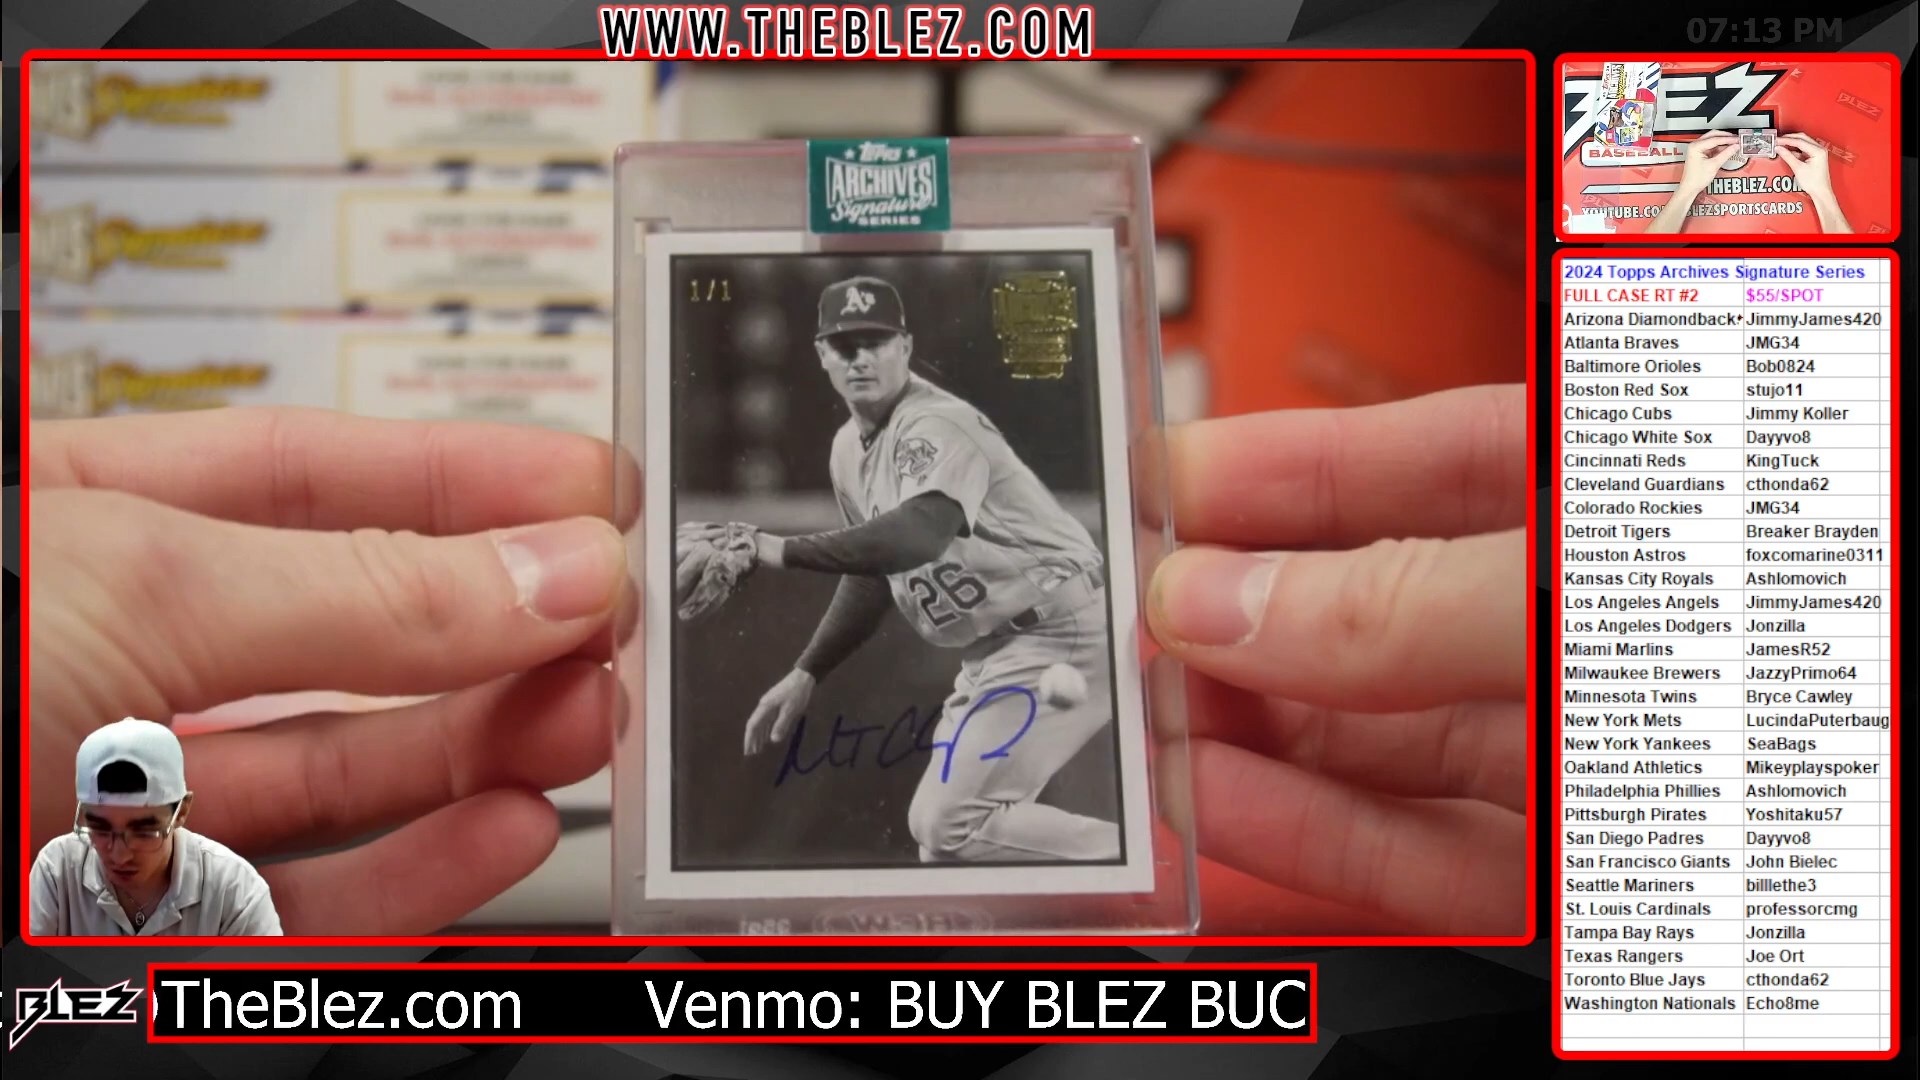 WWW.THEBLEZ.COM
07:13 PM
TOPPS
ARCHIVES
Signature
SERIES
1/1
A's
26
BLEZ
BASEBALL
THEBLEZ.COM
YOUTUBE.COM/BLEZSPORTSCARDS
2024 Topps Archives Signature Series
FULL CASE RT #2 $55/SPOT
Arizona Diamondback JimmyJames420
Atlanta Braves JMG34
Baltimore Orioles Bob0824
Boston Red Sox stujo11
Chicago Cubs Jimmy Koller
Chicago White Sox Dayyvo8
Cincinnati Reds KingTuck
Cleveland Guardians cthonda62
Colorado Rockies JMG34
Detroit Tigers Breaker Brayden
Houston Astros foxcomarine0311
Kansas City Royals Ashlomovich
Los Angeles Angels JimmyJames420
Los Angeles Dodgers Jonzilla
Miami Marlins JamesR52
Milwaukee Brewers JazzyPrimo64
Minnesota Twins Bryce Cawley
New York Mets LucindaPuterbaug
New York Yankees SeaBags
Oakland Athletics Mikeyplayspoker
Philadelphia Phillies Ashlomovich
Pittsburgh Pirates Yoshitaku57
San Diego Padres Dayyvo8
San Francisco Giants John Bielec
Seattle Mariners billlethe3
St. Louis Cardinals professorcmg
Tampa Bay Rays Jonzilla
Texas Rangers Joe Ort
Toronto Blue Jays cthonda62
Washington Nationals Echo8me
BLEZ
TheBlez.com Venmo: BUY BLEZ BUC